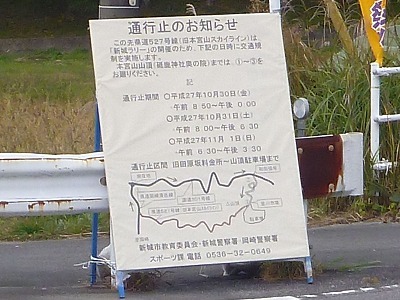 通行止のお知らせ
この先県道527号線(旧本宮山スカイライン)は
「新城ラリー」の開催のため、下記の日時に交通規
制を実施します。
本宮山山頂(砥鹿神社奥の院)までは ①~③を
お廻りください。
記
通行止期間 ○平成27年10月30日(金)
午前 8:50~午後 0:00
○平成27年10月31日(土)
午前 8:00~午後 6:30
○平成27年11月 1日(日)
午前 6:30~午後 3:30
通行止区間 旧田原坂料金所~山頂駐車場まで
新城市教育委員会・新城警察署・岡崎警察署
スポーツ課 電話 0536-32-0649